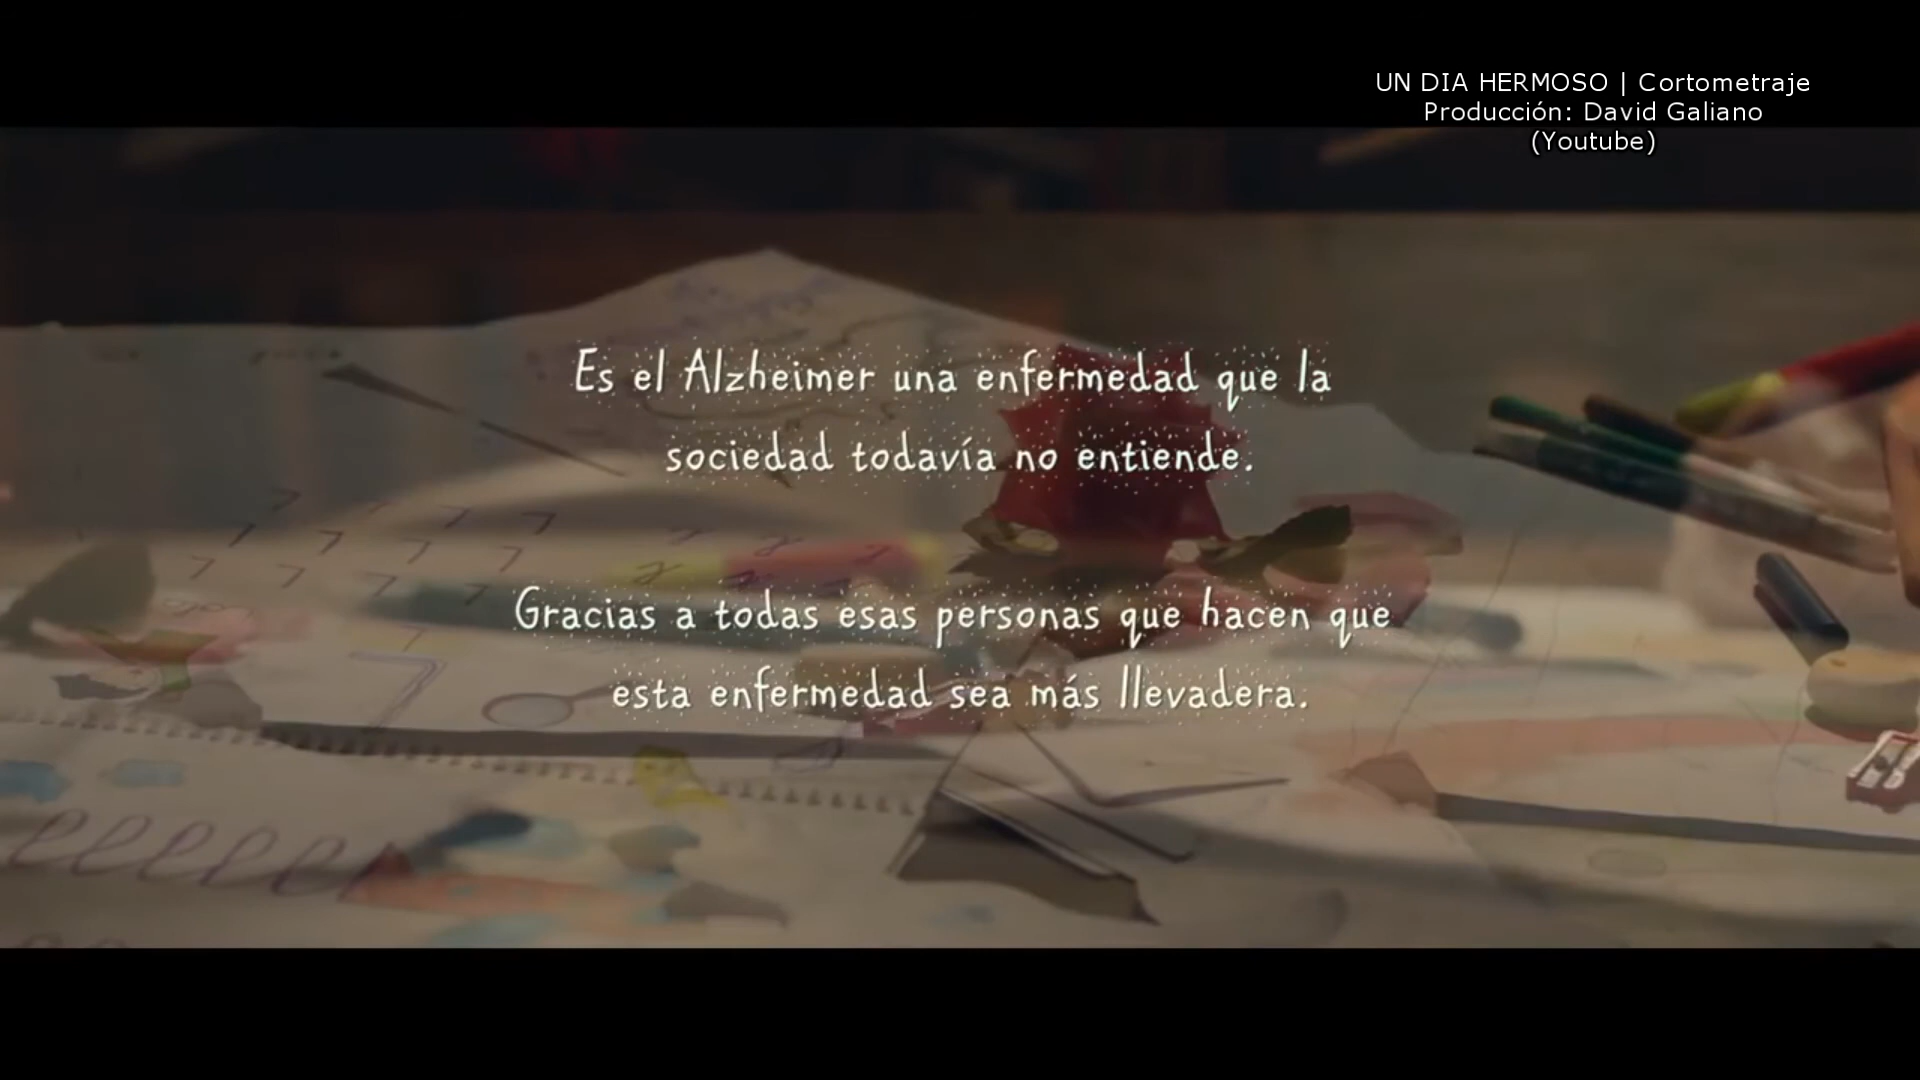 UN DIA HERMOSO | Cortometraje
Producción: David Galiano
(Youtube)
Es el Alzheimer una enfermedad que la
sociedad todavía no entiende.
Gracias a todas esas personas que hacen que
esta enfermedad sea más llevadera.